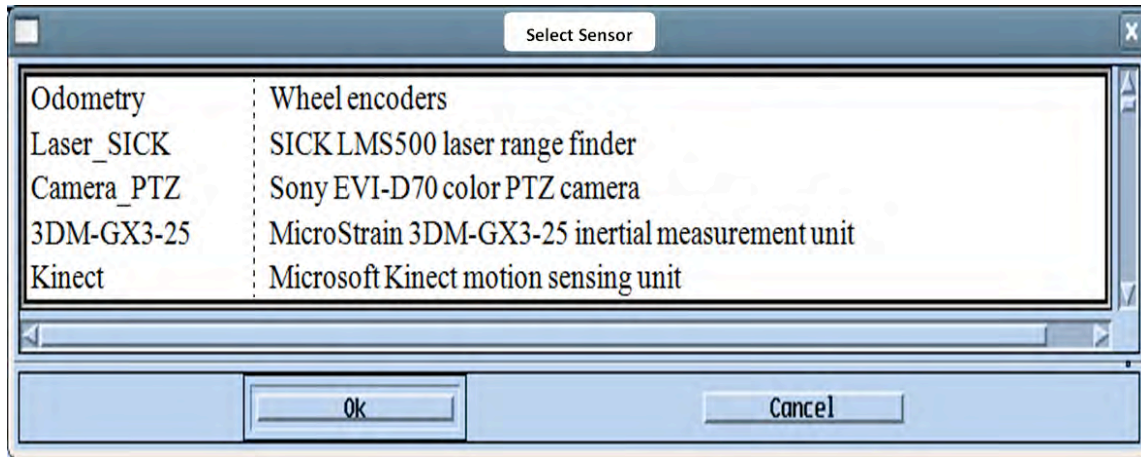 Select Sensor
Odometry Wheel encoders
Laser_SICK SICK LMS500 laser range finder
Camera_PTZ Sony EVI-D70 color PTZ camera
3DM-GX3-25 MicroStrain 3DM-GX3-25 inertial measurement unit
Kinect Microsoft Kinect motion sensing unit
Ok Cancel